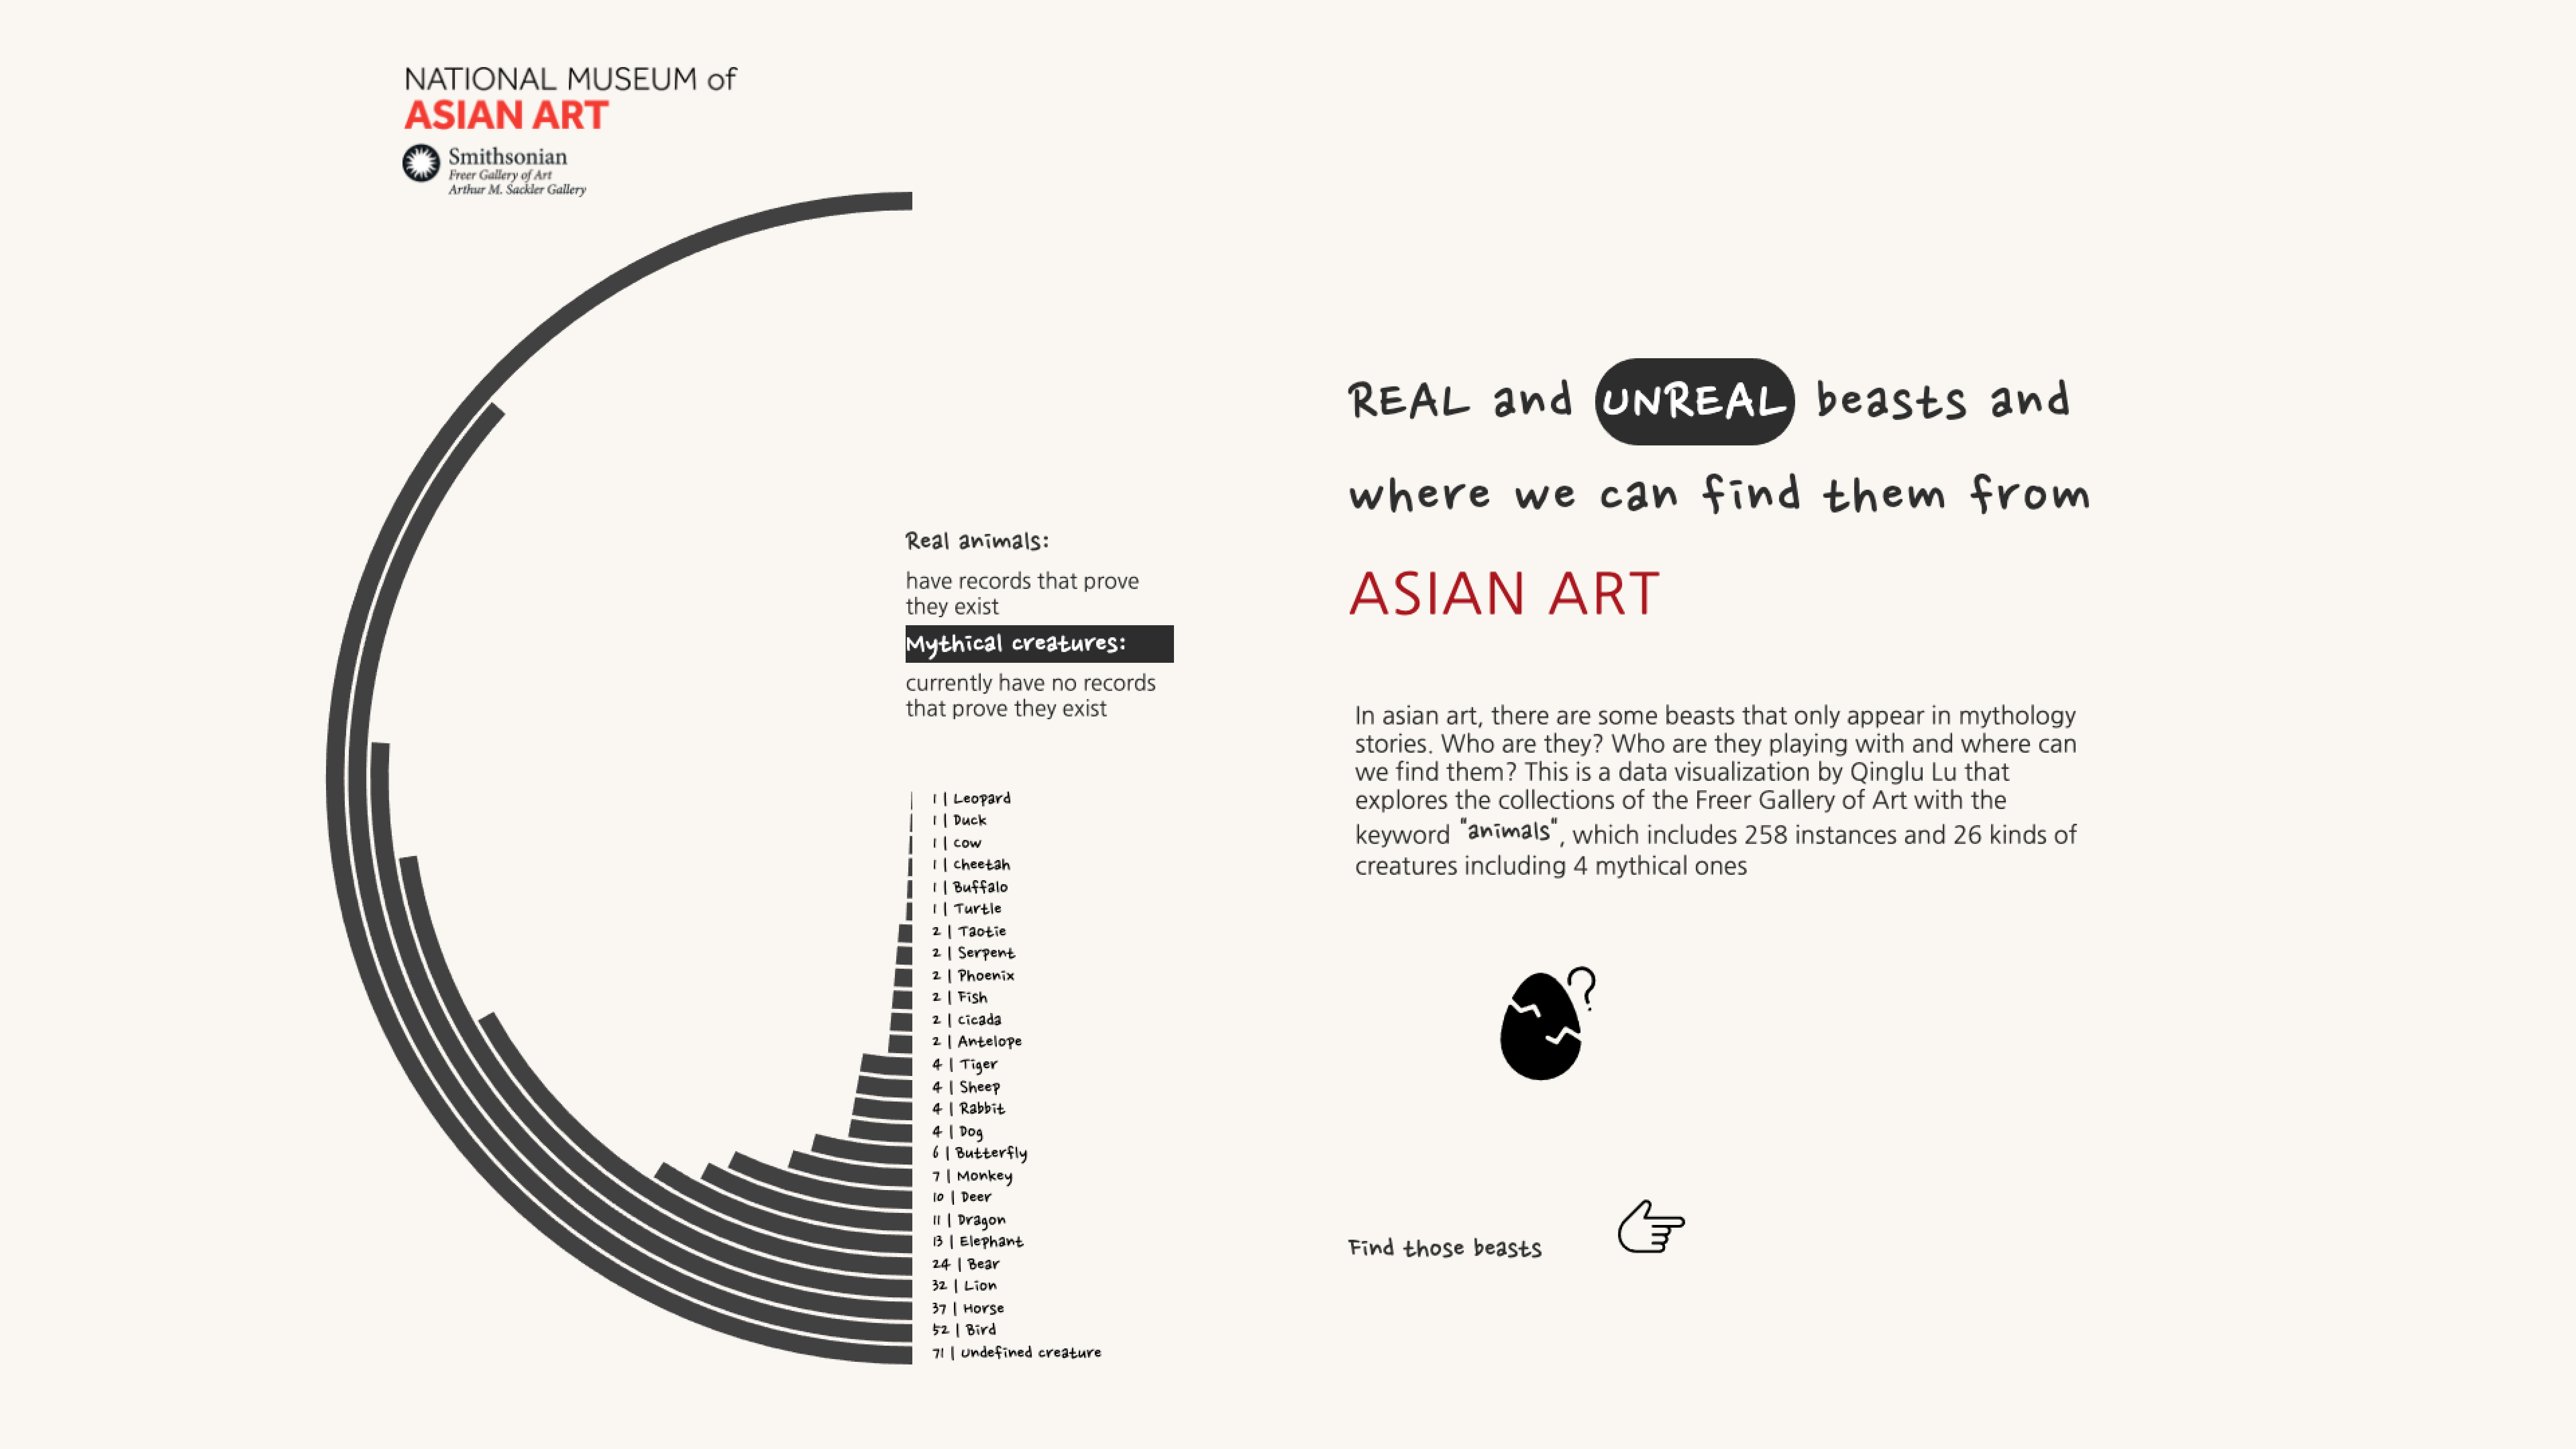 NATIONAL MUSEUM of
ASIAN ART
Smithsonian
Freer Gallery of Art
Arthur M. Sackler Gallery
Real animals:
have records that prove
they exist
Mythical creatures:
currently have no records
that prove they exist
1 | Leopard
1 | Duck
1 | Cow
1 | Cheetah
1 | Buffalo
1 | Turtle
2 | Taotie
2 | Serpent
2 | Phoenix
2 | Fish
2 | Cicada
2 | Antelope
4 | Tiger
4 | Sheep
4 | Rabbit
4 | Dog
6 | Butterfly
7 | Monkey
10 | Deer
11 | Dragon
13 | Elephant
24 | Bear
32 | Lion
37 | Horse
52 | Bird
71 | Undefined creature
REAL and UNREAL beasts and
where we can find them from
ASIAN ART
In asian art, there are some beasts that only appear in mythology
stories. Who are they? Who are they playing with and where can
we find them? This is a data visualization by Qinglu Lu that
explores the collections of the Freer Gallery of Art with the
keyword "animals", which includes 258 instances and 26 kinds of
creatures including 4 mythical ones
?
Find those beasts